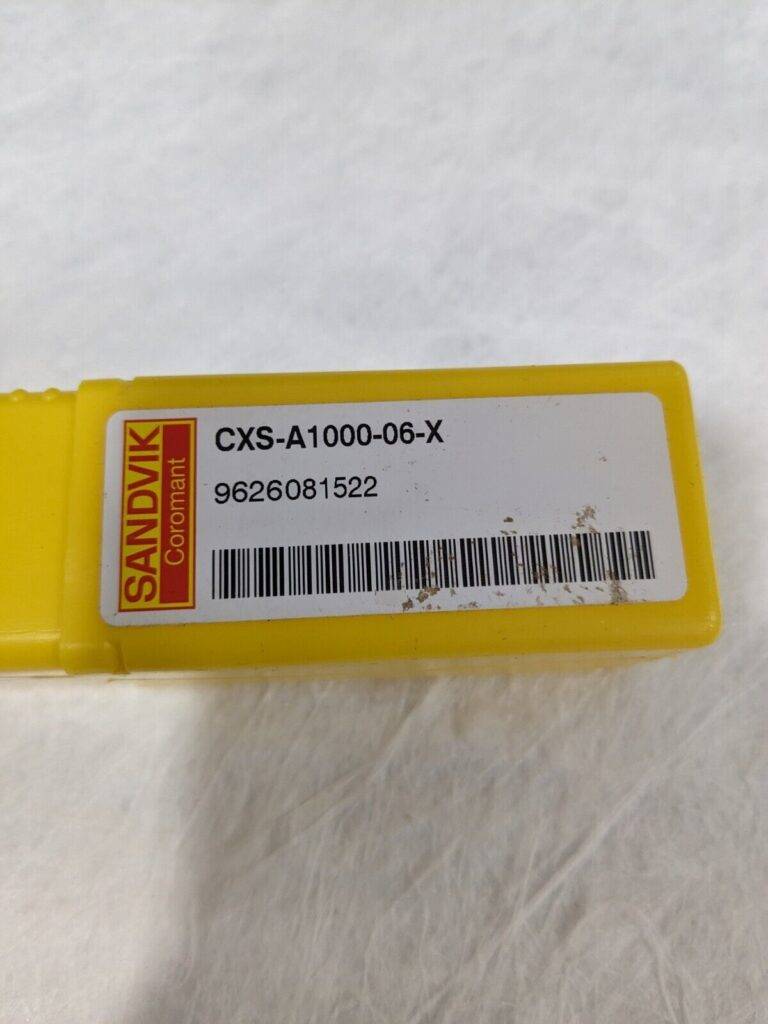 SANDVIK
Coromant
CXS-A1000-06-X
9626081522